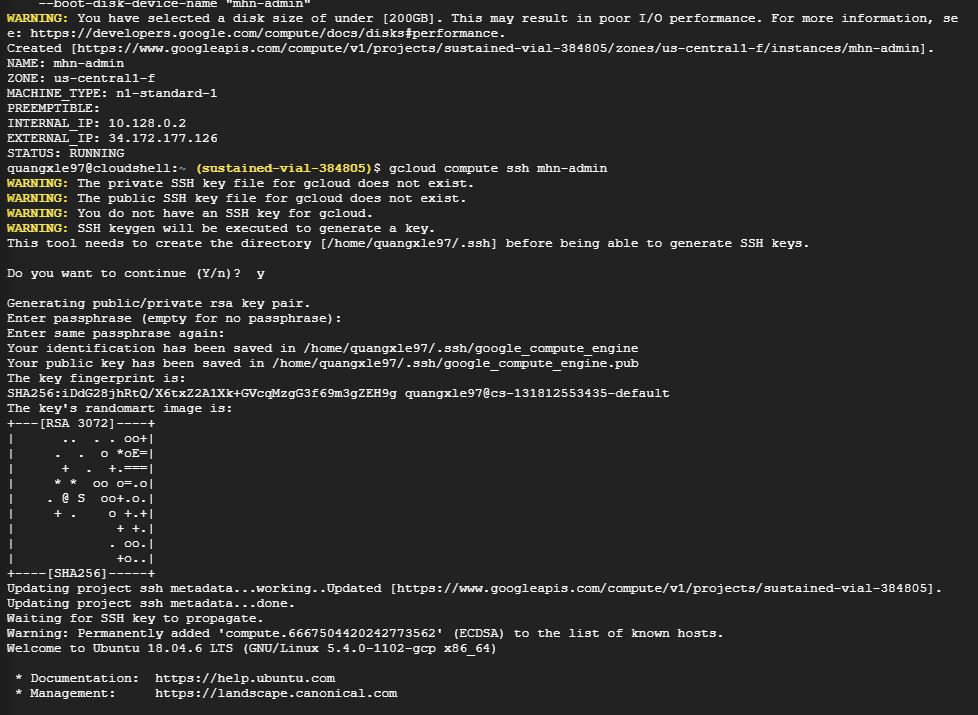 --boot-disk-device-name "mhn-admin"
WARNING: You have selected a disk size of under [200GB]. This may result in poor I/O performance. For more information, se
e: https://developers.google.com/compute/docs/disks#performance.
Created [https://www.googleapis.com/compute/v1/projects/sustained-vial-384805/zones/us-central1-f/instances/mhn-admin].
NAME: mhn-admin
ZONE: us-central1-f
MACHINE_TYPE: n1-standard-1
PREEMPTIBLE:
INTERNAL_IP: 10.128.0.2
EXTERNAL_IP: 34.172.177.126
STATUS: RUNNING
quangxle97@cloudshell:~ (sustained-vial-384805)$ gcloud compute ssh mhn-admin
WARNING: The private SSH key file for gcloud does not exist.
WARNING: The public SSH key file for gcloud does not exist.
WARNING: You do not have an SSH key for gcloud.
WARNING: SSH keygen will be executed to generate a key.
This tool needs to create the directory [/home/quangxle97/.ssh] before being able to generate SSH keys.

Do you want to continue (Y/n)?  y

Generating public/private rsa key pair.
Enter passphrase (empty for no passphrase):
Enter same passphrase again:
Your identification has been saved in /home/quangxle97/.ssh/google_compute_engine
Your public key has been saved in /home/quangxle97/.ssh/google_compute_engine.pub
The key fingerprint is:
SHA256:iDdG28jhRtQ/X6txZ2A1Xk+GVcqMzgG3f69m3gZEH9g quangxle97@cs-131812553435-default
The key's randomart image is:
+---[RSA 3072]----+
|      ..  . . oo+|
|     .  .  o *oE=|
|      +  .  +.===|
|     * *  oo o=.o|
|    . @ S  oo+.o.|
|     + .    o +.+|
|             + +.|
|            . oo.|
|             +o..|
+----[SHA256]-----+
Updating project ssh metadata...working..Updated [https://www.googleapis.com/compute/v1/projects/sustained-vial-384805].
Updating project ssh metadata...done.
Waiting for SSH key to propagate.
Warning: Permanently added 'compute.6667504420242773562' (ECDSA) to the list of known hosts.
Welcome to Ubuntu 18.04.6 LTS (GNU/Linux 5.4.0-1102-gcp x86_64)

 * Documentation:  https://help.ubuntu.com
 * Management:     https://landscape.canonical.com